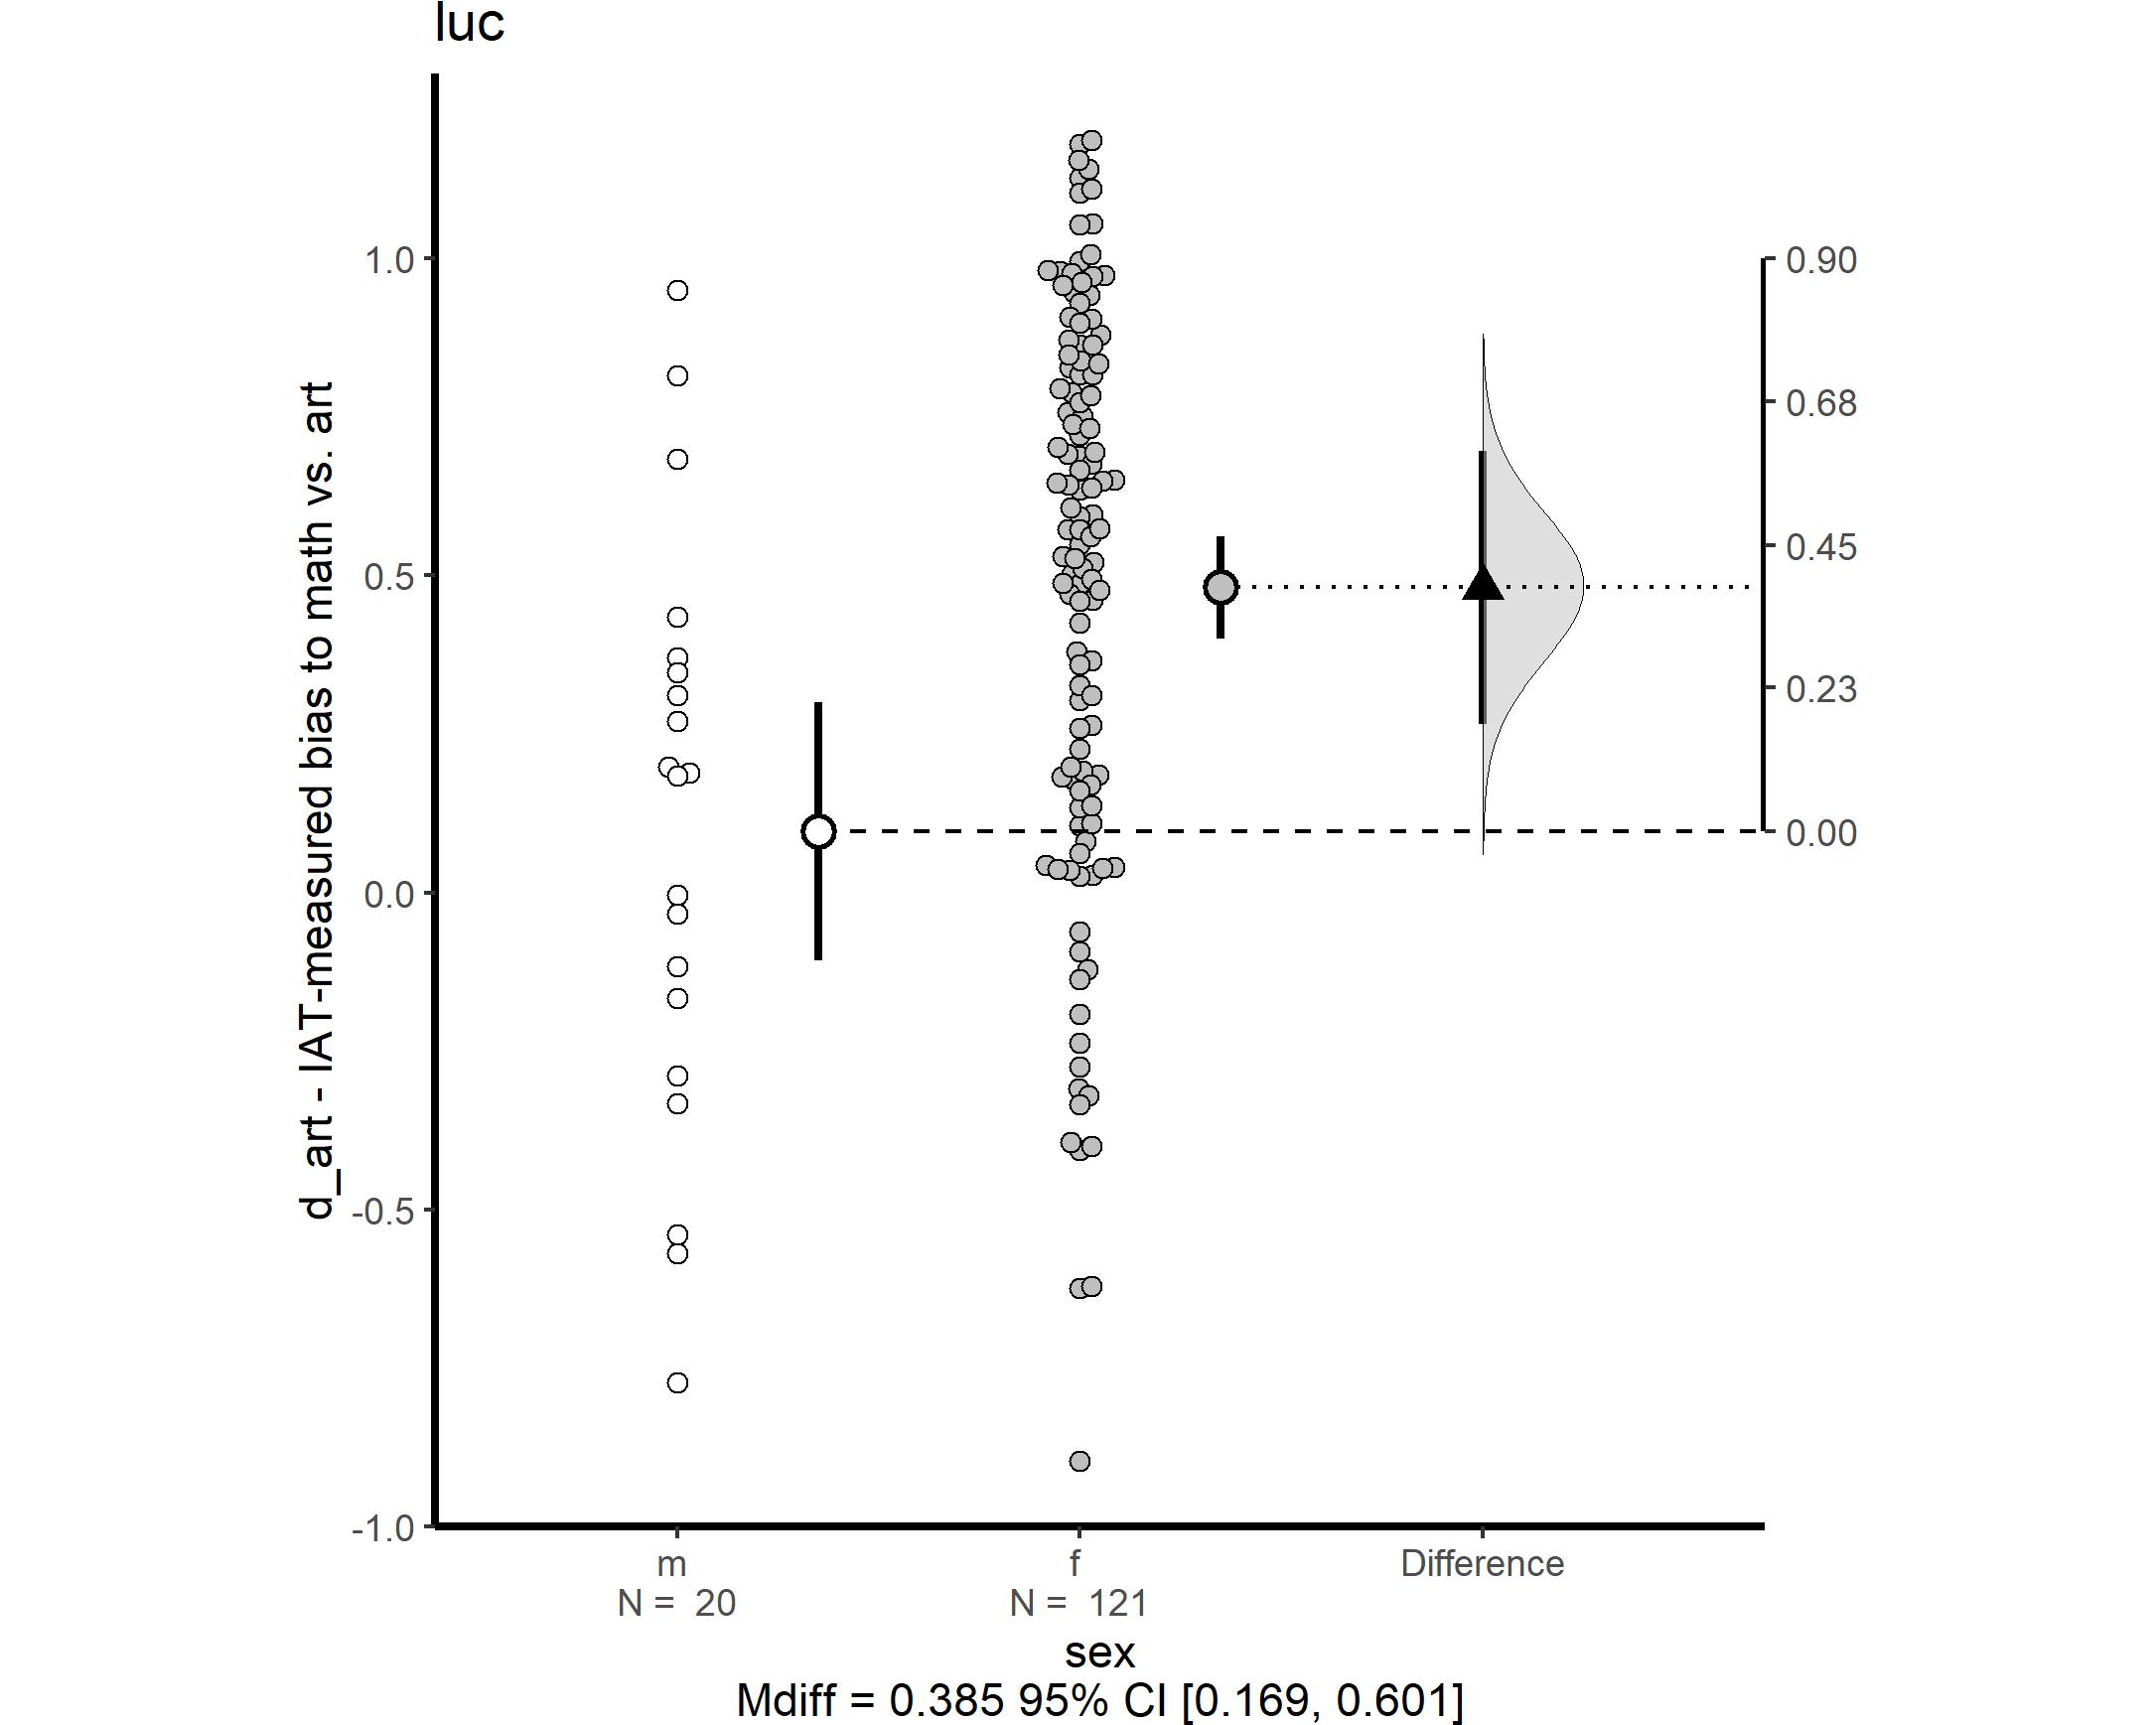 luc
d_art - IAT-measured bias to math vs. art
1.0
0.5
0.0
-0.5
-1.0
0.90
0.68
0.45
0.23
0.00
m
N = 20
f
N = 121
Difference
sex
Mdiff = 0.385 95% CI [0.169, 0.601]